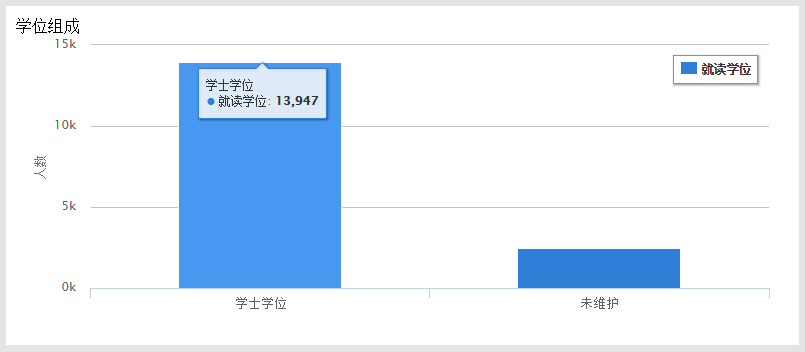 学位组成
15k
就读学位
学士学位
就读学位: 13,947
10k
人数
5k
0k
学士学位
未维护